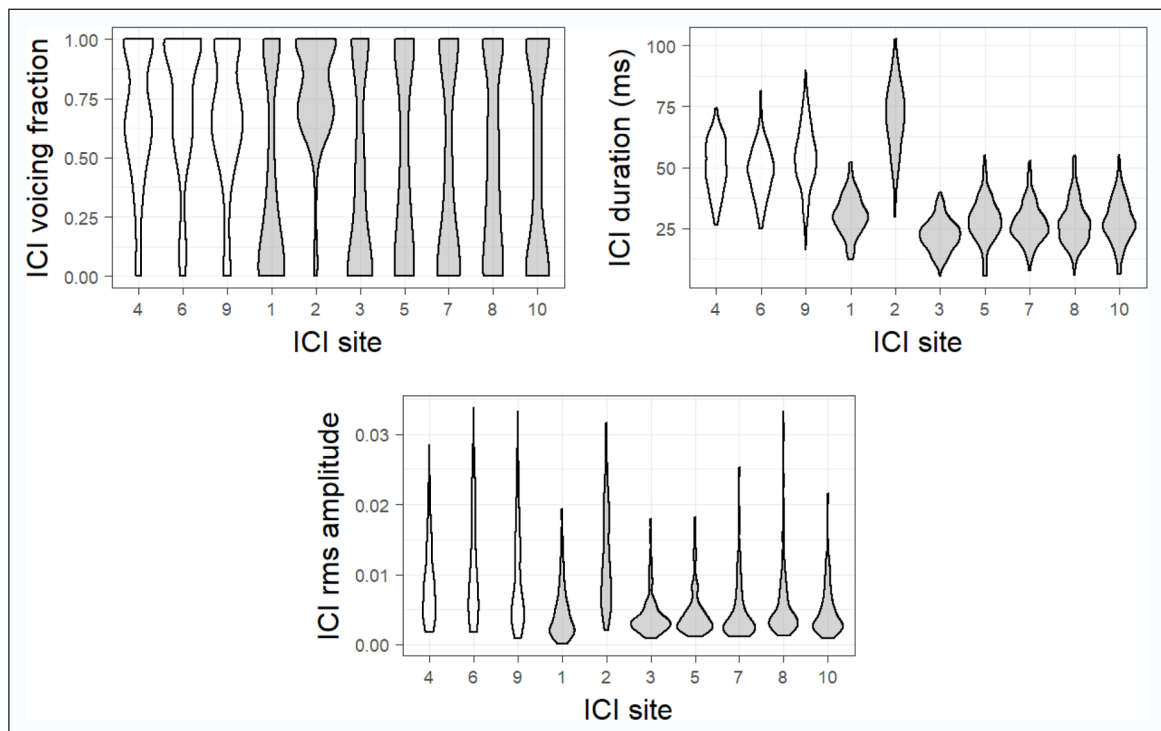 ICI voicing fraction
1.00
0.75
0.50
0.25
0.00
4 6 9 1 2 3 5 7 8 10
ICI site
ICI duration (ms)
100
75
50
25
4 6 9 1 2 3 5 7 8 10
ICI site
ICI rms amplitude
0.03
0.02
0.01
0.00
4 6 9 1 2 3 5 7 8 10
ICI site